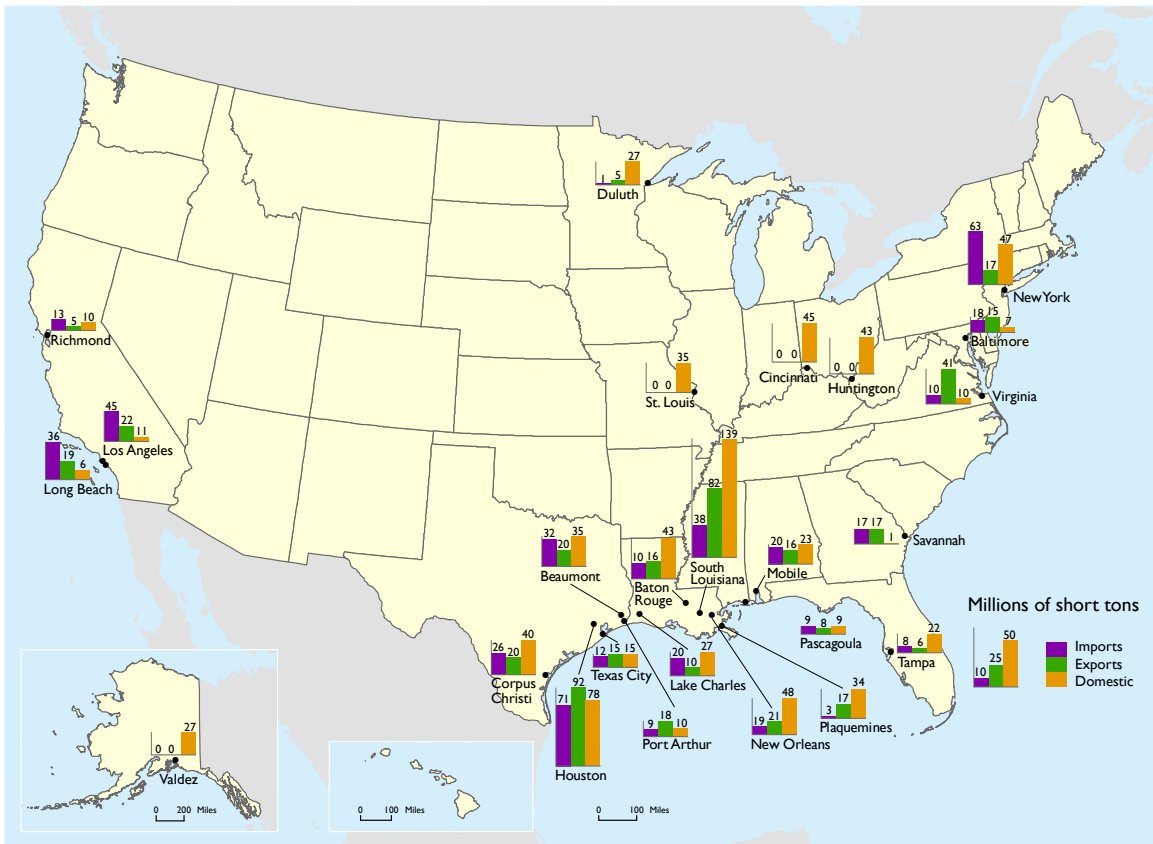 27
1 5
Duluth
63 47
17
New York
13 5 10
Richmond
18 15 7
Baltimore
45
0 0
Cincinnati
43
0 0
Huntington
35
0 0
St. Louis
41
10 10
Virginia
45
22
11
Los Angeles
36
19
6
Long Beach
139
82
38
South
Louisiana
32 20 35
Beaumont
43
10 16
Baton
Rouge
20 16 23
Mobile
17 17
1
Savannah
9 8 9
Pascagoula
22
8 6
Tampa
Millions of short tons
50
25
10
Imports
Exports
Domestic
40
26 20
Corpus
Christi
12 15 15
Texas City
27
20 10
Lake Charles
92
71 78
Houston
18
9 10
Port Arthur
48
19 21
New Orleans
34
17
3
Plaquemines
27
0 0
Valdez
0 200 Miles
0 100 Miles
0 100 Miles